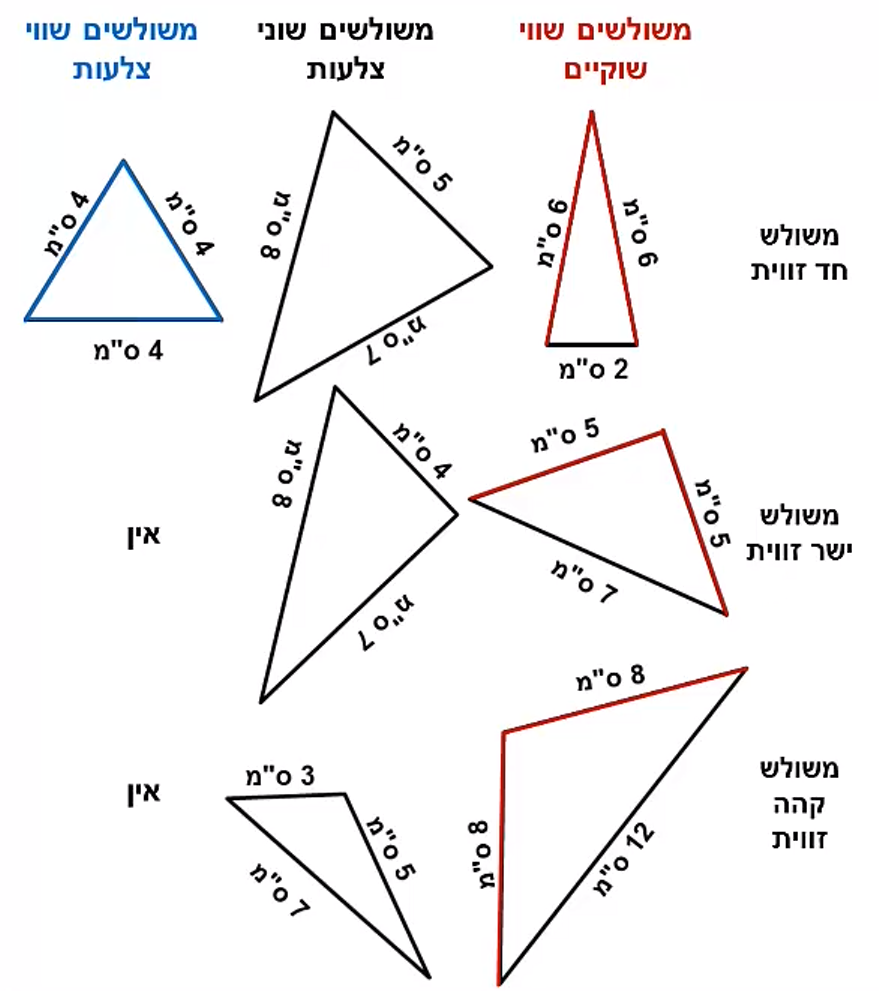 משולשים שווי
שוקיים
משולשים שוני
צלעות
משולשים שווי
צלעות
משולש
חד זווית
6 ס"מ
6 ס"מ
2 ס"מ
5 ס"מ
8 ס"מ
7 ס"מ
4 ס"מ
4 ס"מ
4 ס"מ
משולש
ישר זווית
5 ס"מ
5 ס"מ
7 ס"מ
4 ס"מ
8 ס"מ
7 ס"מ
אין
משולש
קהה
זווית
8 ס"מ
8 ס"מ
12 ס"מ
3 ס"מ
5 ס"מ
7 ס"מ
אין